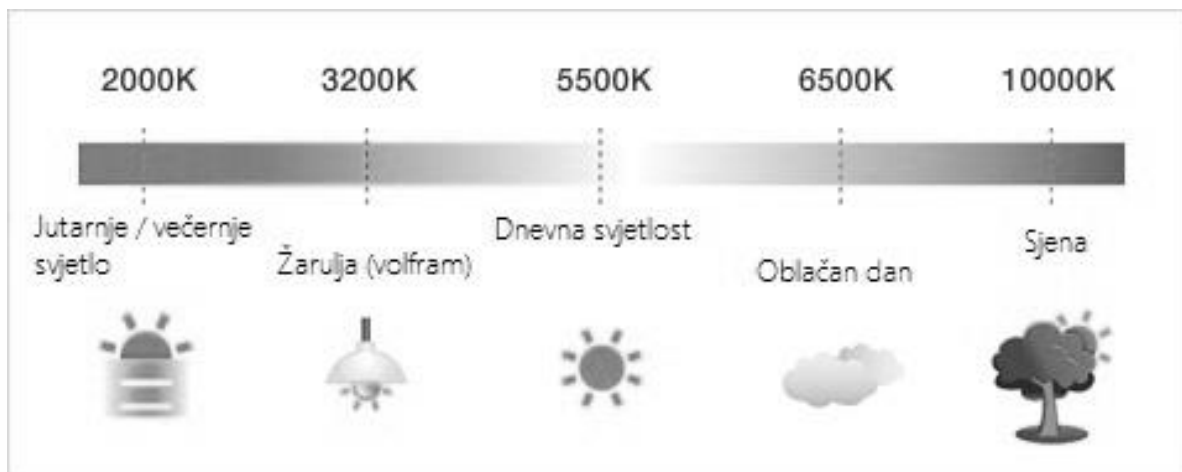 2000K 3200K 5500K 6500K 10000K
Jutarnje / večernje
svjetlo
Žarulja (volfram)
Dnevna svjetlost
Oblačan dan
Sjena